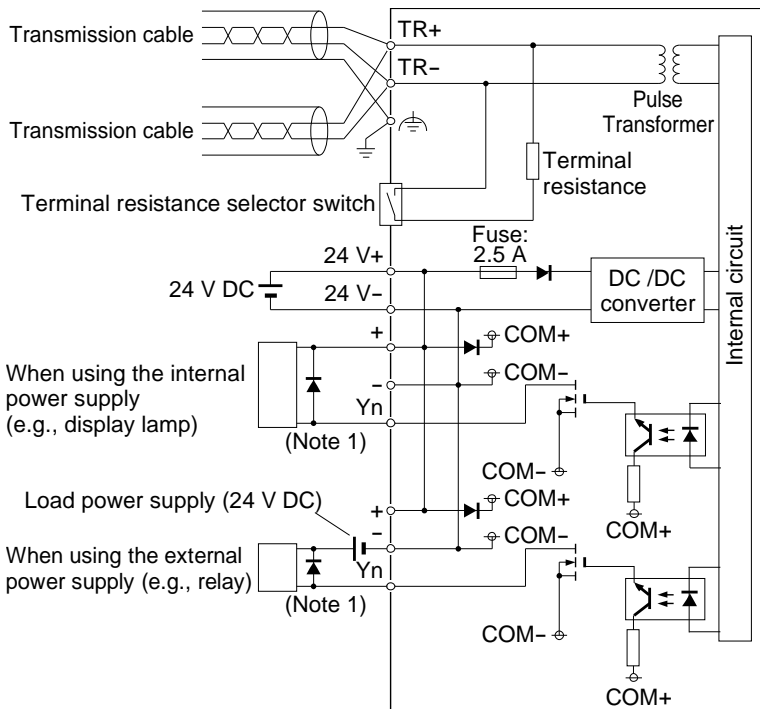 Transmission cable
TR+
TR−
Pulse
Transformer
Transmission cable
Terminal
resistance
Terminal resistance selector switch
Fuse:
2.5 A
24 V+
24 V DC
24 V−
DC /DC
converter
Internal circuit
+
COM+
When using the internal
power supply
(e.g., display lamp)
−
COM−
Yn
(Note 1)
COM−
COM+
Load power supply (24 V DC)
+
COM+
−
COM−
When using the external
power supply (e.g., relay)
Yn
(Note 1)
COM−
COM+